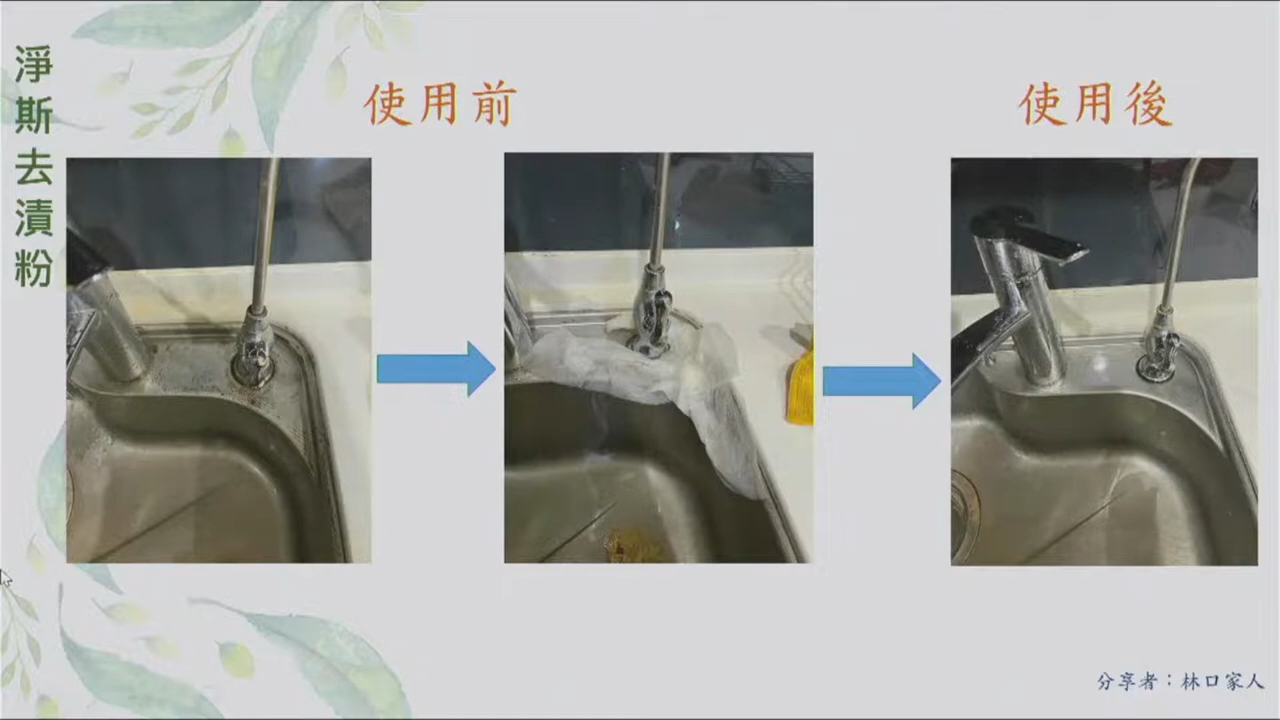 淨斯去漬粉
使用前
使用後
分享者：林口家人